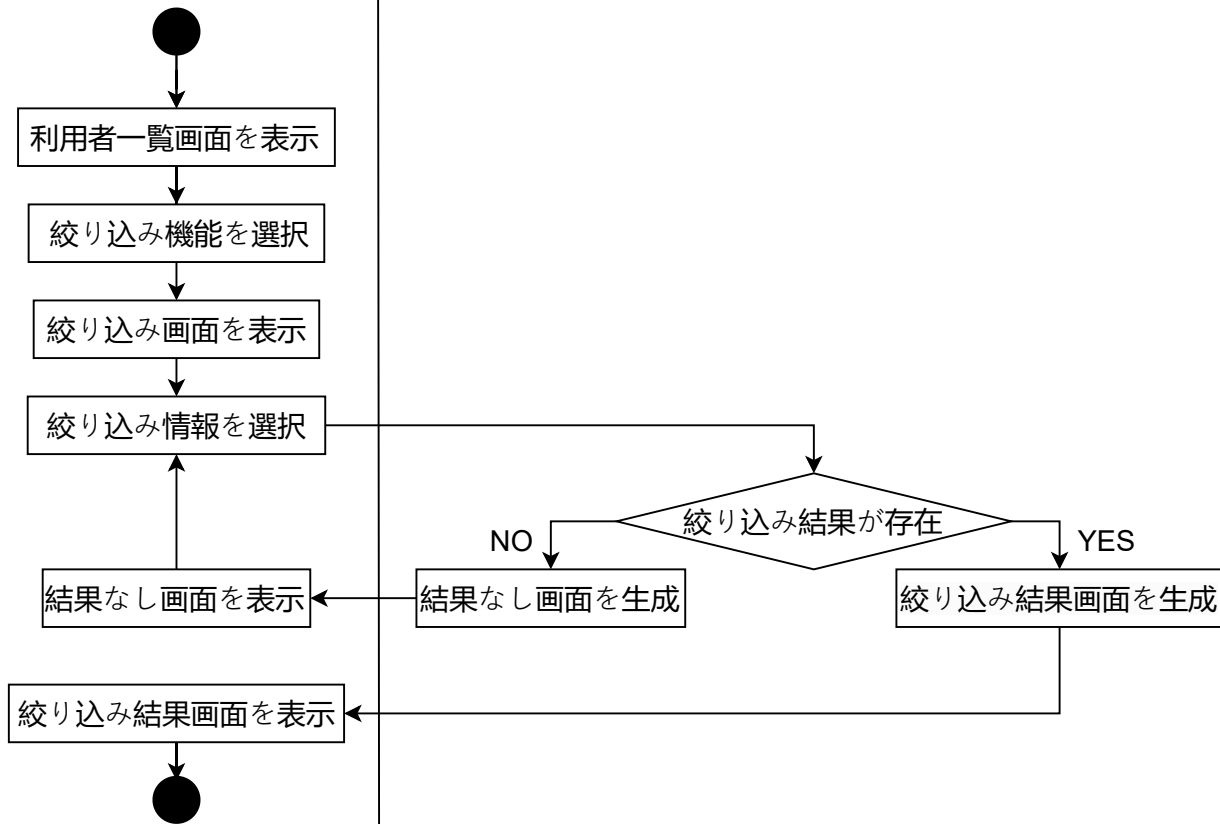 利用者一覧画面を表示
絞り込み機能を選択
絞り込み画面を表示
絞り込み情報を選択
絞り込み結果が存在
NO
YES
結果なし画面を表示
結果なし画面を生成
絞り込み結果画面を生成
絞り込み結果画面を表示